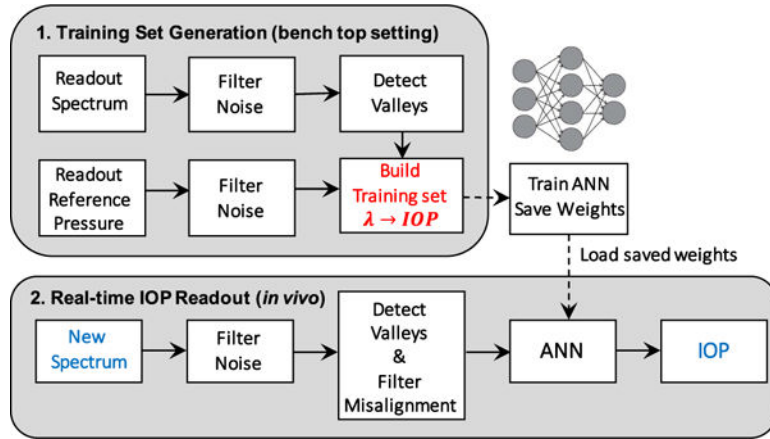 1. Training Set Generation (bench top setting)
Readout
Spectrum
Filter
Noise
Detect
Valleys
Readout
Reference
Pressure
Filter
Noise
Build
Training set
λ → IOP
Train ANN
Save Weights
Load saved weights
2. Real-time IOP Readout (in vivo)
New
Spectrum
Filter
Noise
Detect
Valleys
&
Filter
Misalignment
ANN
IOP